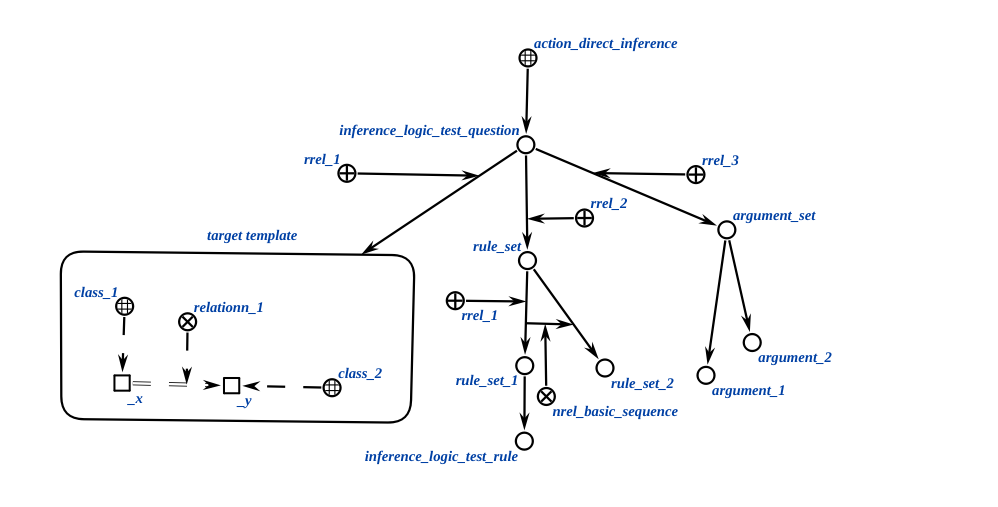 action_direct_inference
inference_logic_test_question
rrel_1
rrel_3
rrel_2
argument_set
target template
rule_set
class_1
relationn_1
rrel_1
argument_2
class_2
rule_set_1
rule_set_2
argument_1
_x
_y
nrel_basic_sequence
inference_logic_test_rule